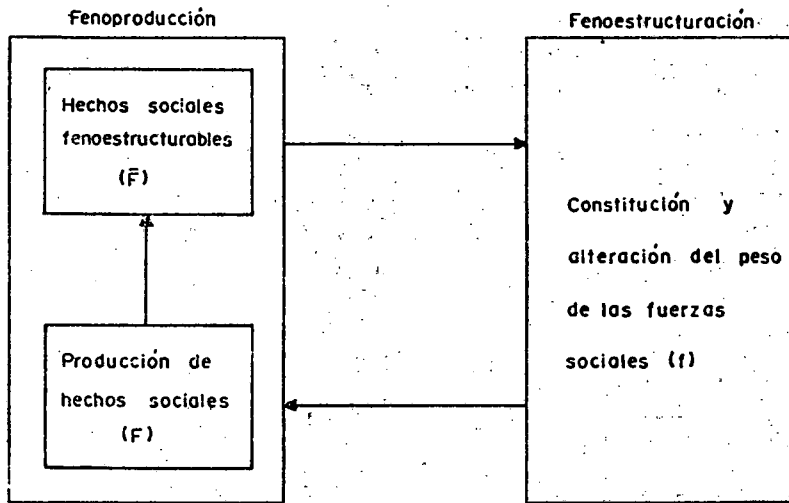 Fenoproducción
Fenoestructuración
Hechos sociales
fenoestructurables
(F̄)
Producción de
hechos sociales
(F)
Constitución y
alteración del peso
de las fuerzas
sociales (f)